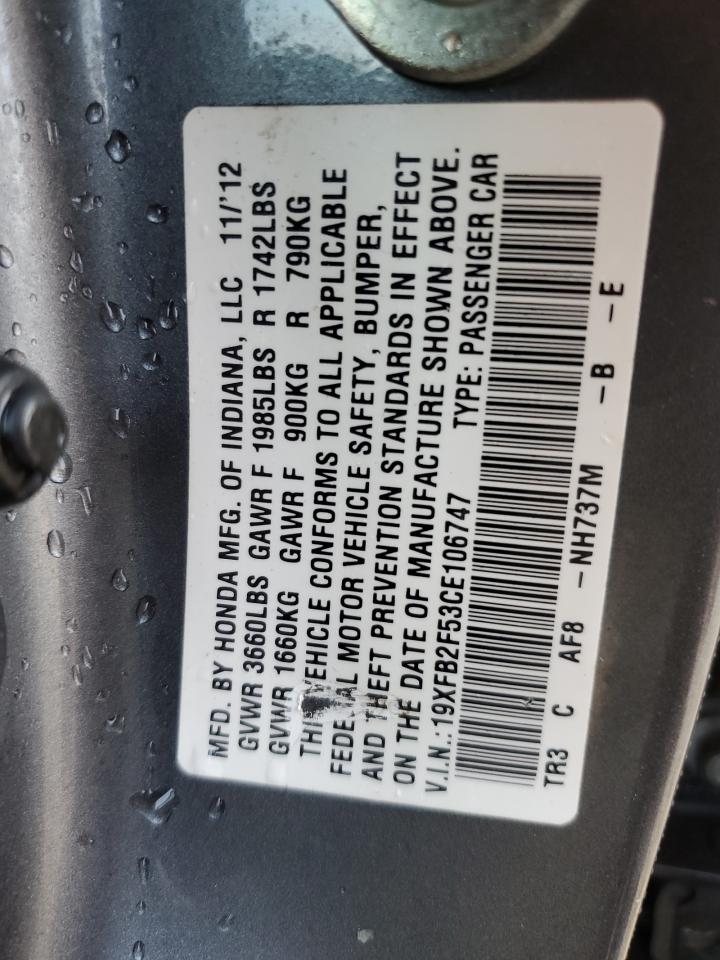 MFD. BY HONDA MFG. OF INDIANA, LLC 11/'12
GVWR 3660LBS GAWR F 1985LBS R 1742LBS
GVWR 1660KG GAWR F 900KG R 790KG
EHICLE CONFORMS TO ALL APPLICABLE
MOTOR VEHICLE SAFETY, BUMPER,
AND PREVENTION STANDARDS IN EFFECT
ON THE DATE OF MANUFACTURE SHOWN ABOVE.
V.I.N.:19XFB2F53CE106747 TYPE: PASSENGER CAR
TR3 C AF8 -NH737M -B -E